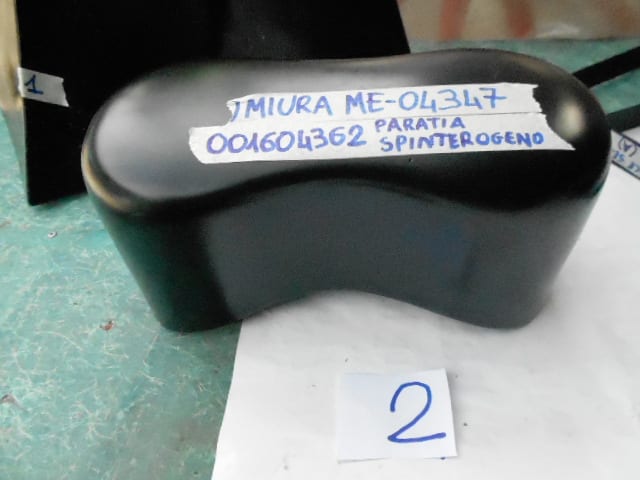 1
MIURA ME-04347
001604362 PARATIA
SPINTEROGENO
(A)
2